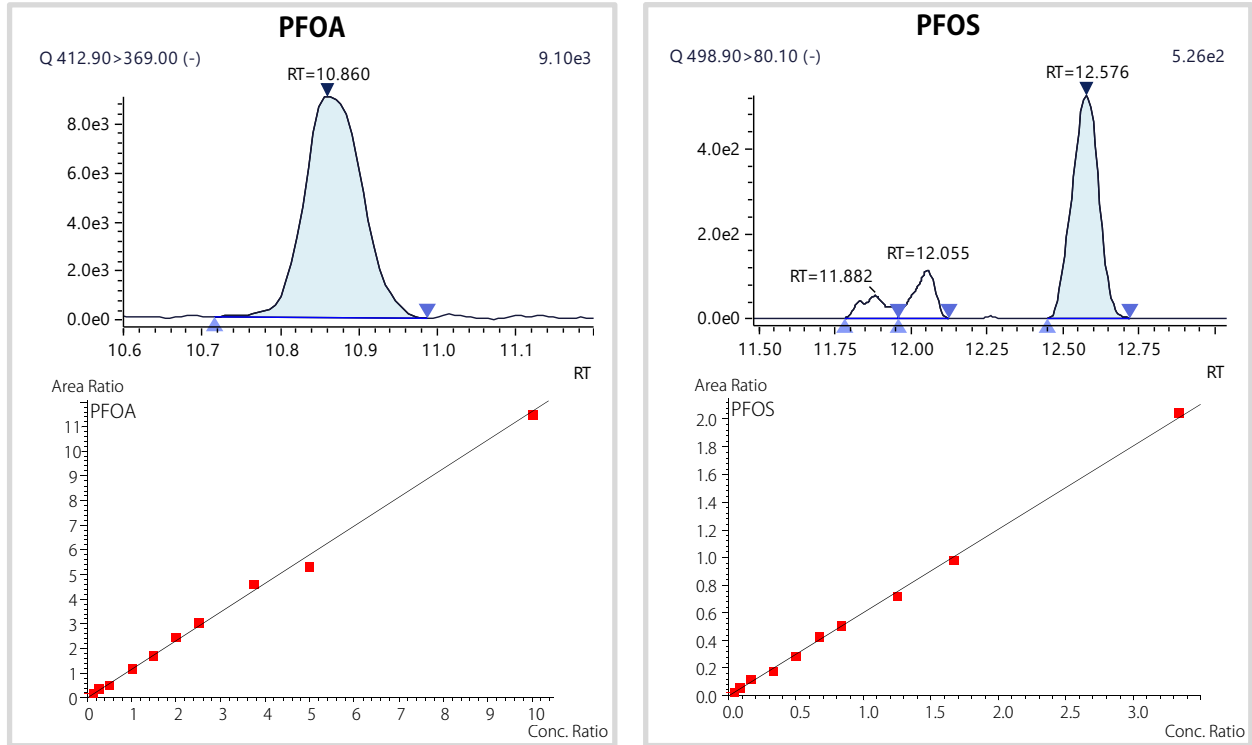 PFOA
Q 412.90>369.00 (-) 9.10e3
RT=10.860
8.0e3
6.0e3
4.0e3
2.0e3
0.0e0
10.6 10.7 10.8 10.9 11.0 11.1
RT
Area Ratio
PFOA
11
10
9
8
7
6
5
4
3
2
1
0
0 1 2 3 4 5 6 7 8 9 10
Conc. Ratio
PFOS
Q 498.90>80.10 (-) 5.26e2
RT=12.576
4.0e2
2.0e2
RT=12.055
RT=11.882
0.0e0
11.50 11.75 12.00 12.25 12.50 12.75
RT
Area Ratio
PFOS
2.0
1.8
1.6
1.4
1.2
1.0
0.8
0.6
0.4
0.2
0.0
0.0 0.5 1.0 1.5 2.0 2.5 3.0
Conc. Ratio